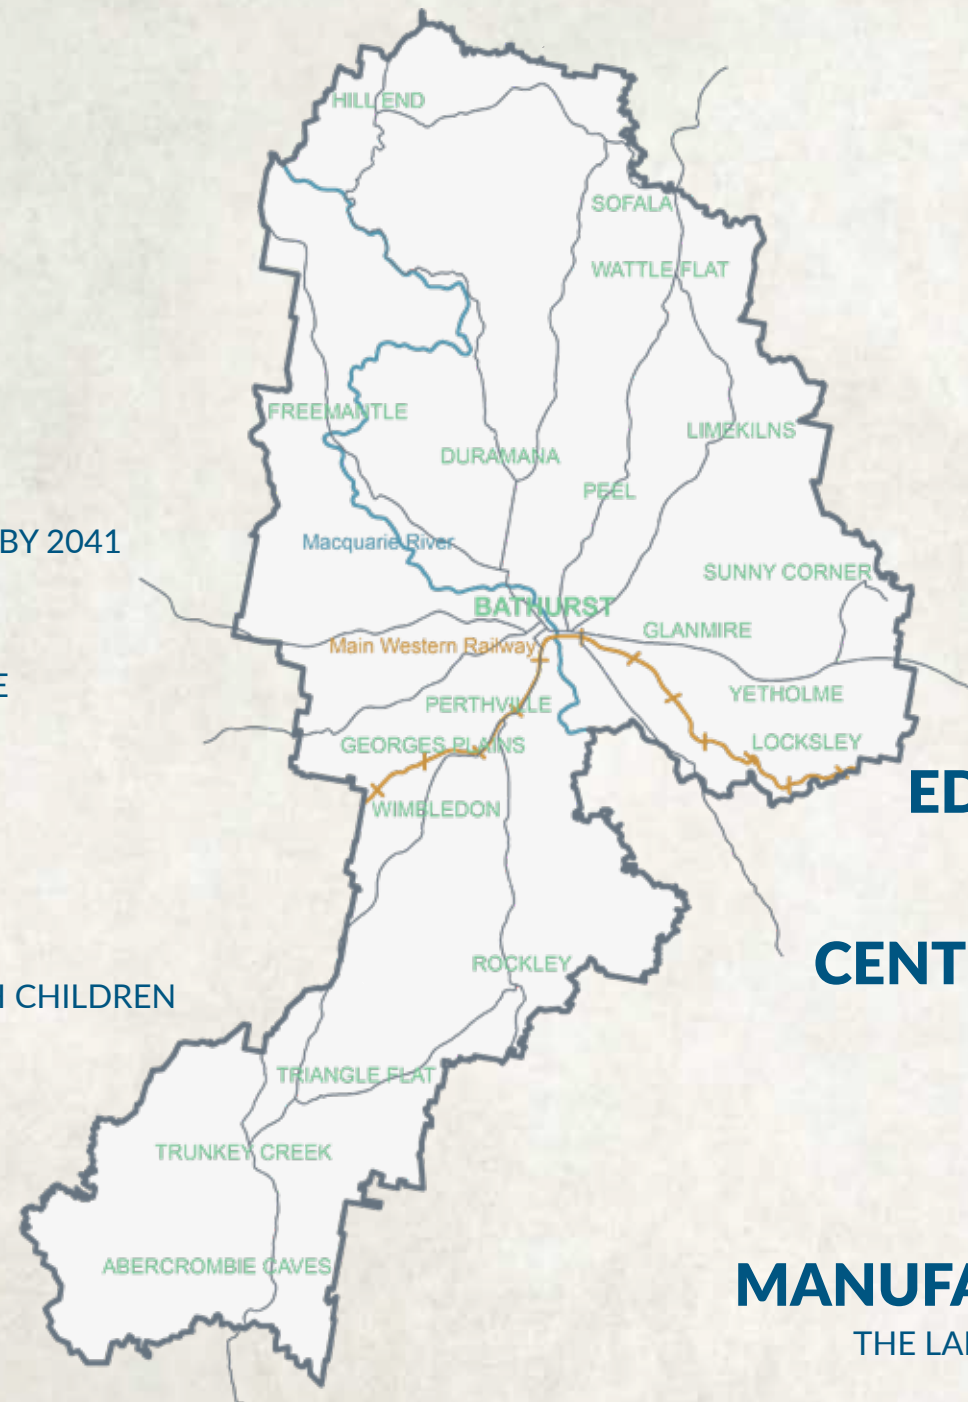 HILL END
SOFALA
WATTLE FLAT
FREEMANTLE
LIMEKILNS
DURAMANA
PEEL
BY 2041
Macquarie River
SUNNY CORNER
BATHURST
GLANMIRE
Main Western Railway
E
YETHOLME
PERTHVILLE
GEORGES PLAINS
LOCKSLEY
ED
WIMBLEDON
CENT
ROCKLEY
CHILDREN
TRIANGLE FLAT
TRUNKEY CREEK
ABERCROMBIE CAVES
MANUFA
THE LAR